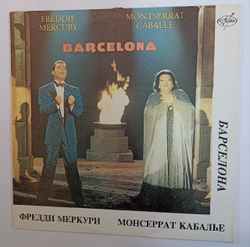 FREDDIE
MERCURY
MONTSERRAT
CABALLÉ
BARCELONA
БАРСЕЛОНА
ФРЕДДИ МЕРКУРИ
МОНСЕРРАТ КАБАЛЬЕ